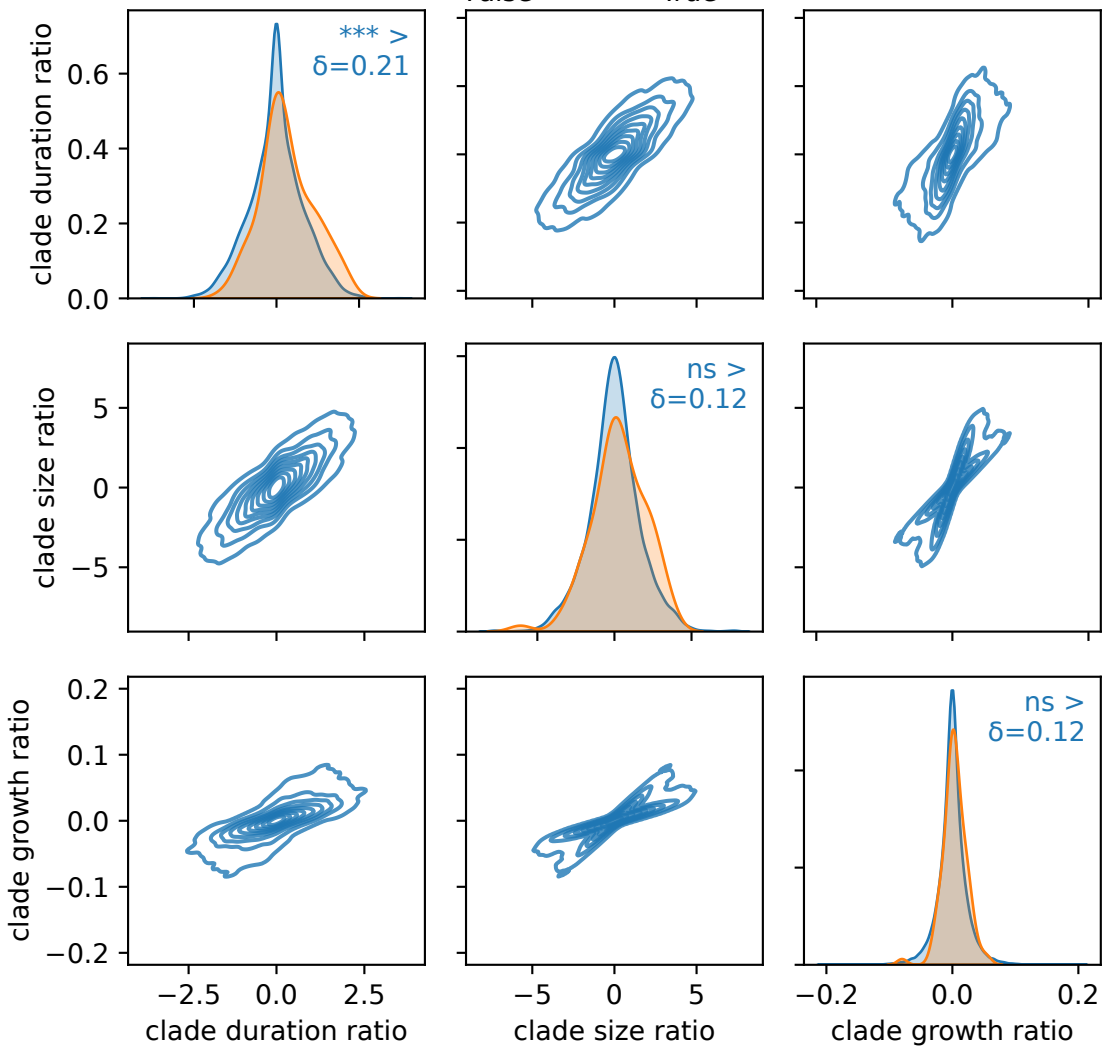 clade duration ratio
0.6
0.4
0.2
0.0
*** >
δ=0.21
clade size ratio
5
0
−5
ns >
δ=0.12
clade growth ratio
0.2
0.1
0.0
−0.1
−0.2
ns >
δ=0.12
−2.5 0.0 2.5
−5 0 5
−0.2 0.0 0.2
clade duration ratio
clade size ratio
clade growth ratio